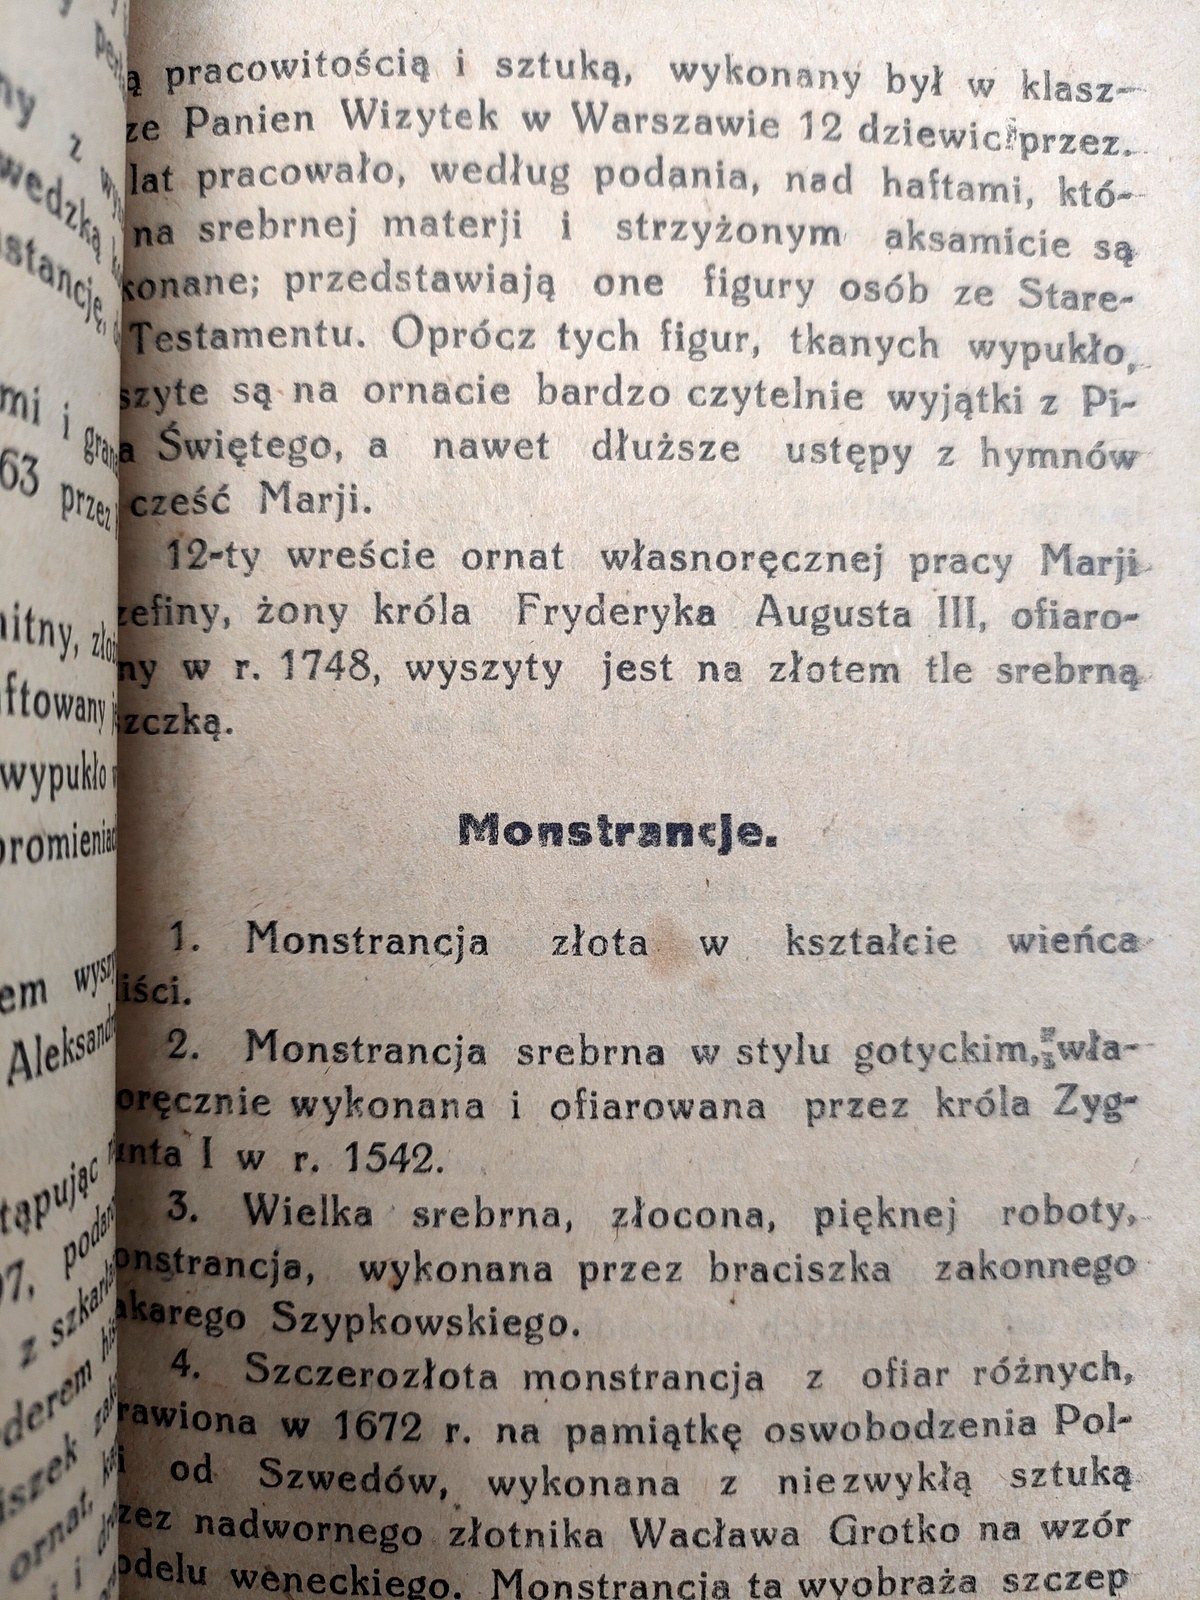 ą pracowitością i sztuką, wykonany był w klasz-
ze Panien Wizytek w Warszawie 12 dziewic przez
lat pracowało, według podania, nad haftami, któ-
na srebrnej materji i strzyżonym aksamicie są
konane; przedstawiają one figury osób ze Stare-
Testamentu. Oprócz tych figur, tkanych wypukło,
szyte są na ornacie bardzo czytelnie wyjątki z Pi-
a Świętego, a nawet dłuższe ustępy z hymnów
cześć Marji.
12-ty wreście ornat własnoręcznej pracy Marji
zefiny, żony króla Fryderyka Augusta III, ofiaro-
ny w r. 1748, wyszyty jest na złotem tle srebrną
szczką.
Monstrancje.
1. Monstrancja złota w kształcie wieńca
liści.
2. Monstrancja srebrna w stylu gotyckim, wła-
oręcznie wykonana i ofiarowana przez króla Zyg-
unta I w r. 1542.
3. Wielka srebrna, złocona, pięknej roboty,
onstrancja, wykonana przez braciszka zakonnego
akarego Szypkowskiego.
4. Szczerozłota monstrancja z ofiar różnych,
rawiona w 1672 r. na pamiątkę oswobodzenia Pol-
i od Szwedów, wykonana z niezwykłą sztuką
zez nadwornego złotnika Wacława Grotko na wzór
odelu weneckiego. Monstrancja ta wyobraża szczep